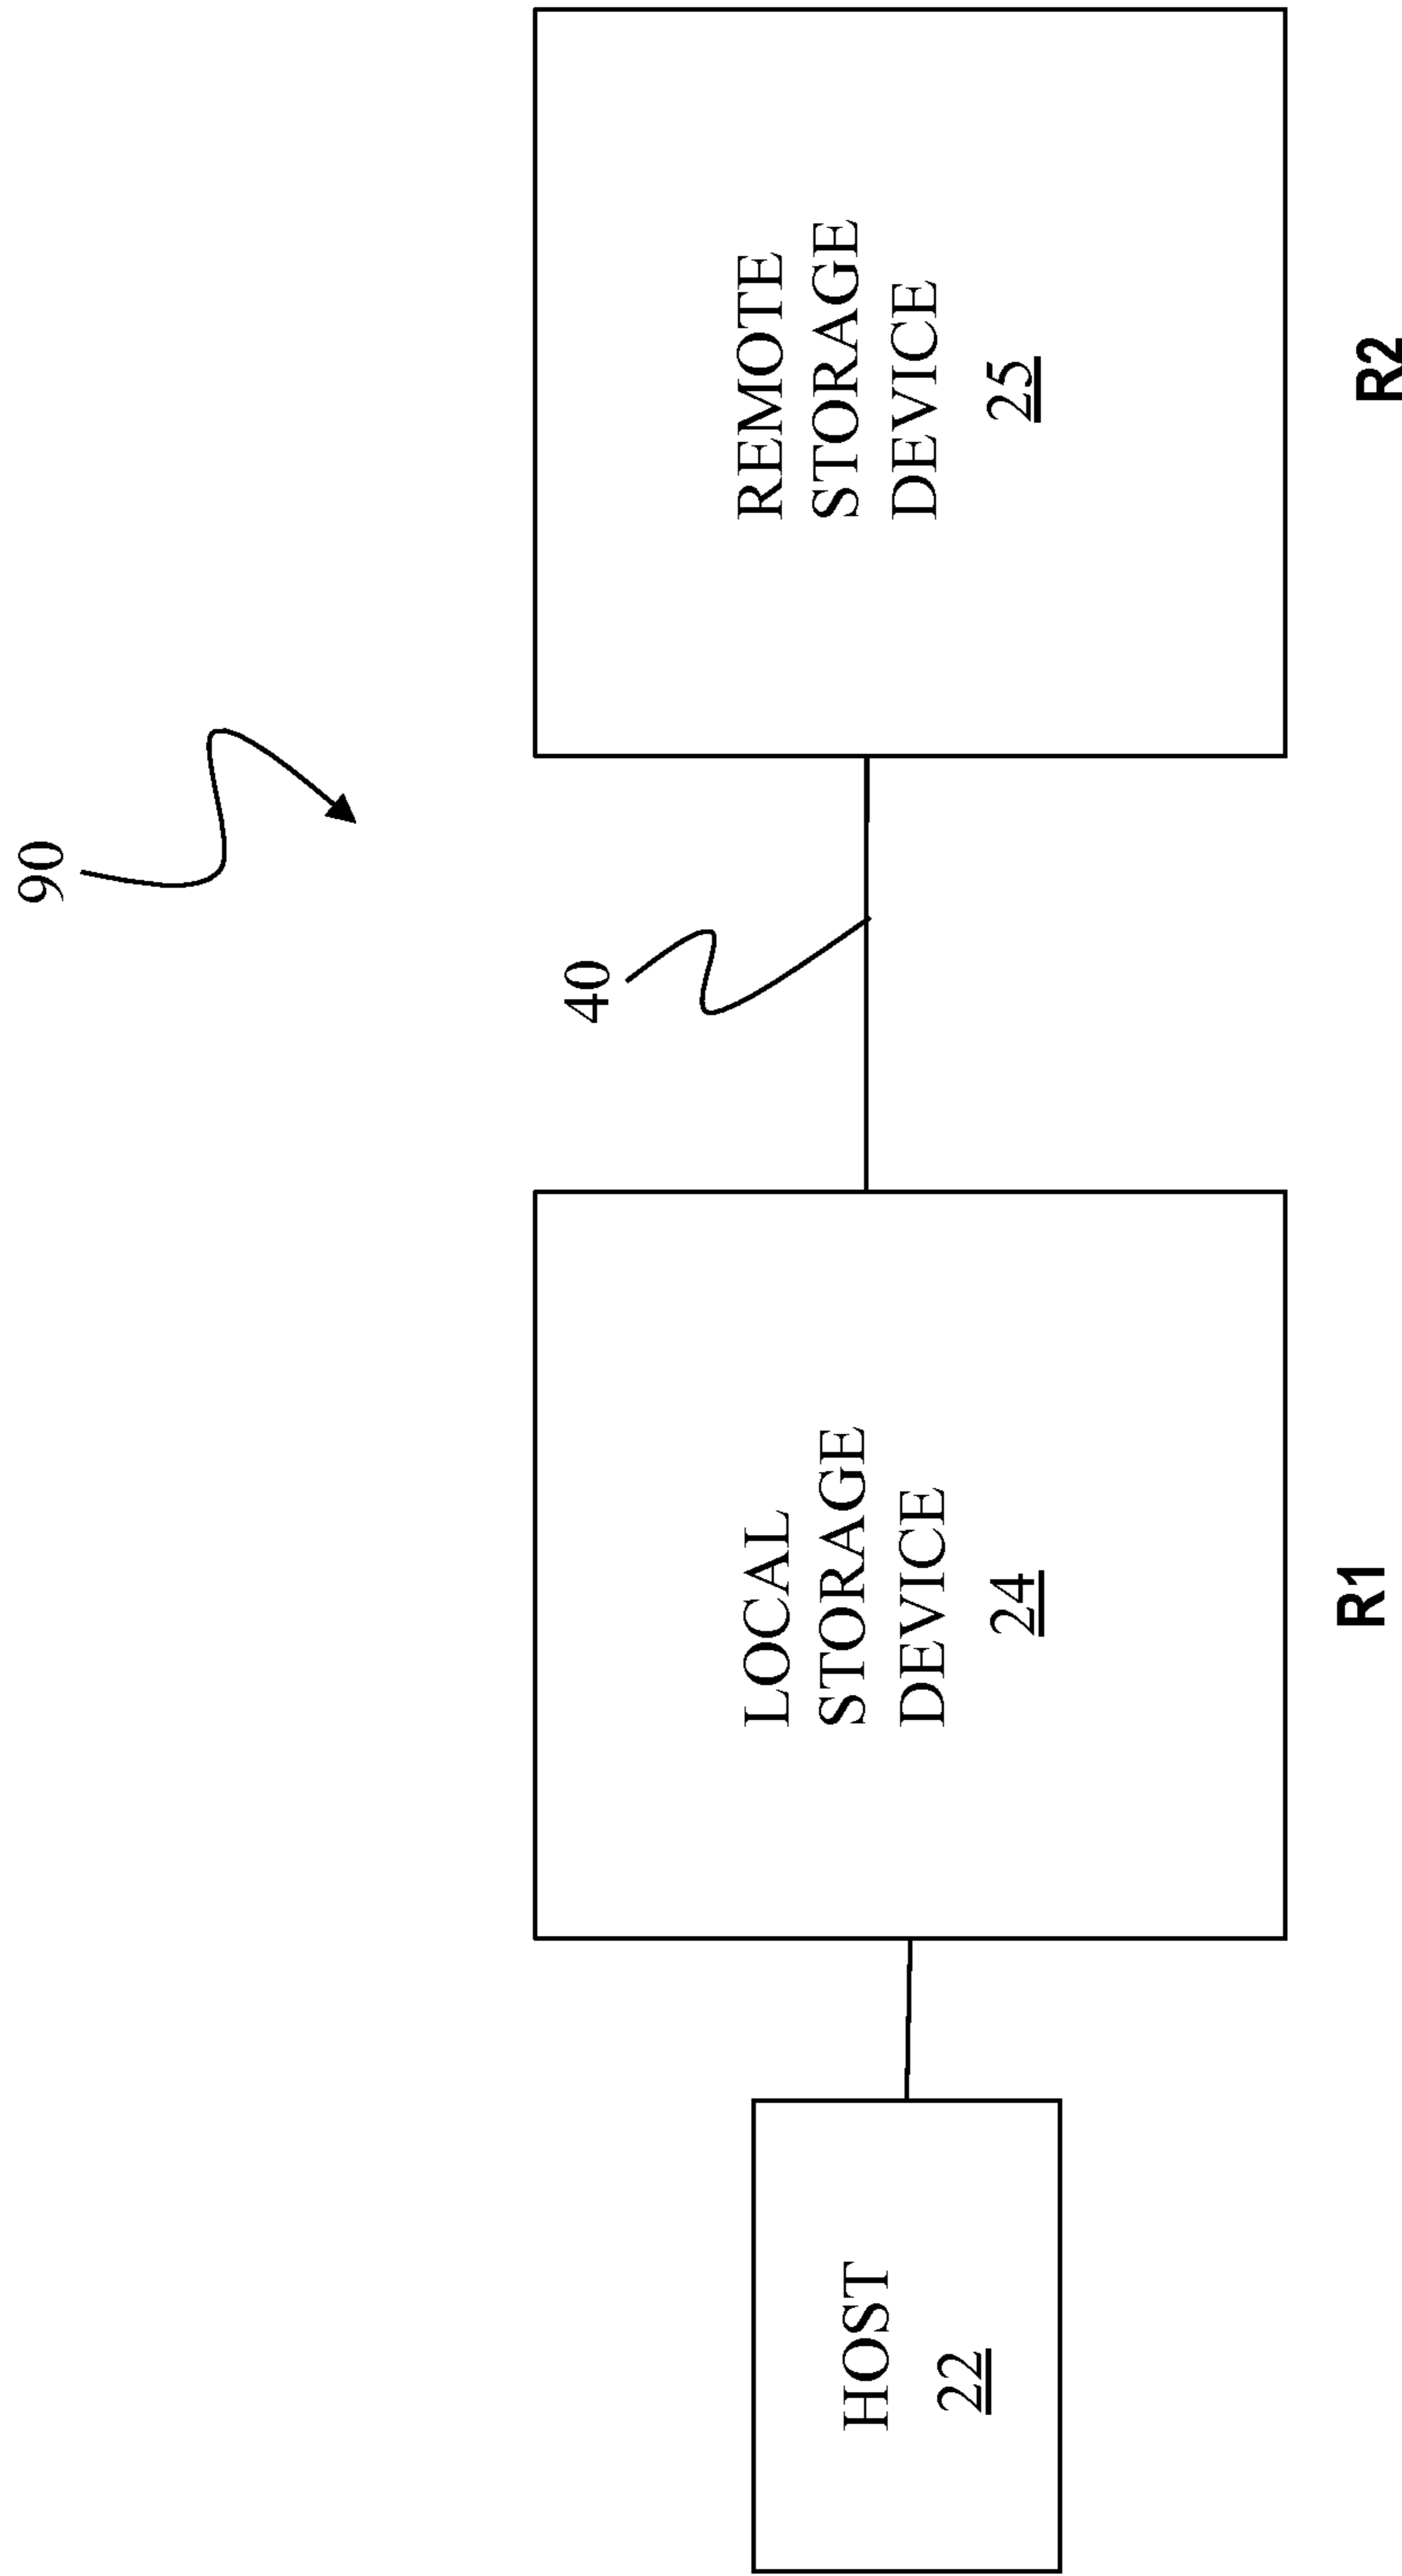 90
40
HOST
22
LOCAL
STORAGE
DEVICE
24
REMOTE
STORAGE
DEVICE
25
R1
R2